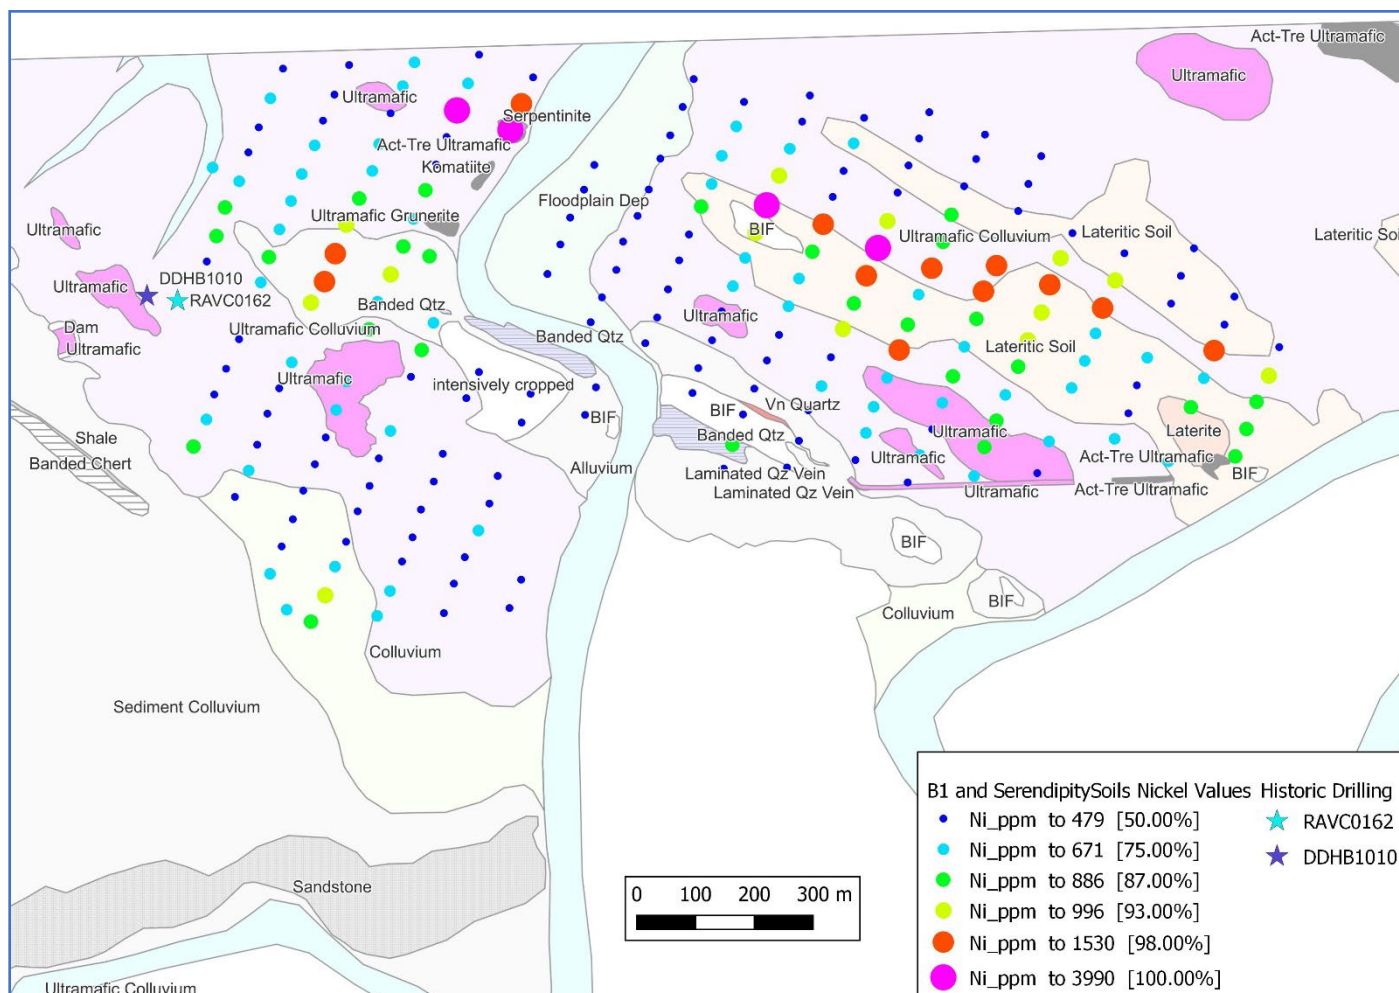 Act-Tre Ultramafic
Ultramafic
Ultramafic
Serpentinite
Act-Tre Ultramafic
Komatiite
Floodplain Dep
Ultramafic Grunerite
Ultramafic
BIF
Ultramafic Colluvium
Lateritic Soil
Lateritic Soi
DDHB1010
Ultramafic
RAVC0162
Banded Qtz
Ultramafic
Dam
Ultramafic Colluvium
Banded Qtz
Ultramafic
Lateritic Soil
Ultramafic
intensively cropped
Vn Quartz
BIF
BIF
Shale
Banded Qtz
Ultramafic
Laterite
Banded Chert
Alluvium
Laminated Qz Vein
Ultramafic
Act-Tre Ultramafic
Laminated Qz Vein
Ultramafic
Act-Tre Ultramafic
BIF
BIF
BIF
Colluvium
Colluvium
Sediment Colluvium
Sandstone
Ultramafic Colluvium
0 100 200 300 m
B1 and SerendipitySoils Nickel Values
Ni_ppm to 479 [50.00%]
Ni_ppm to 671 [75.00%]
Ni_ppm to 886 [87.00%]
Ni_ppm to 996 [93.00%]
Ni_ppm to 1530 [98.00%]
Ni_ppm to 3990 [100.00%]
Historic Drilling
RAVC0162
DDHB1010